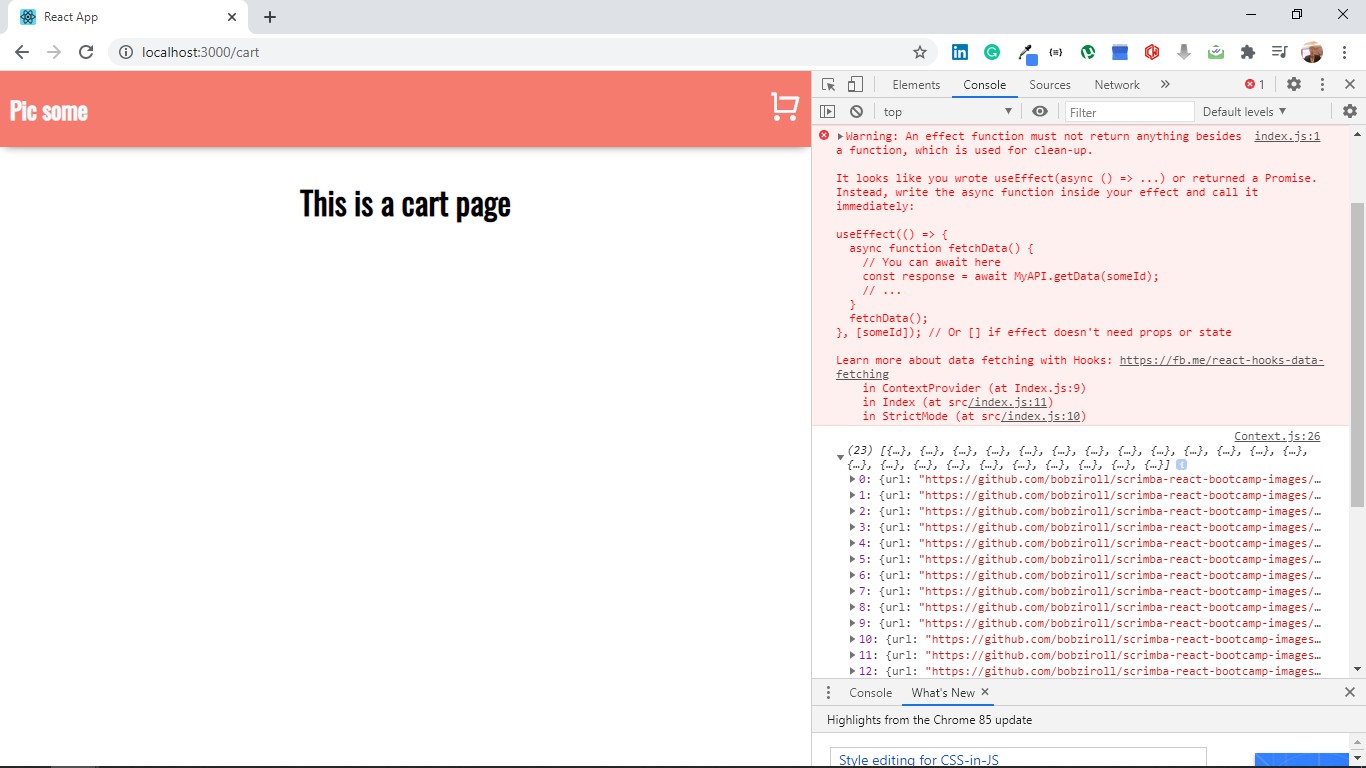 React App
localhost:3000/cart
Pic some
This is a cart page
Elements Console Sources Network 1
top Filter Default levels
Warning: An effect function must not return anything besides index.js:1
a function, which is used for clean-up.
It looks like you wrote useEffect(async () => ...) or returned a Promise.
Instead, write the async function inside your effect and call it
immediately:
useEffect(() => {
async function fetchData() {
// You can await here
const response = await MyAPI.getData(someId);
// ...
}
fetchData();
}, [someId]); // Or [] if effect doesn't need props or state
Learn more about data fetching with Hooks: https://fb.me/react-hooks-data-
fetching
in ContextProvider (at Index.js:9)
in Index (at src/index.js:11)
in StrictMode (at src/index.js:10)
Context.js:26
(23) [{…}, {…}, {…}, {…}, {…}, {…}, {…}, {…}, {…}, {…}, {…}, {…}, {…},
{…}, {…}, {…}, {…}, {…}, {…}, {…}, {…}, {…}, {…}]
0: {url: "https://github.com/bobziroll/scrimba-react-bootcamp-images/…
1: {url: "https://github.com/bobziroll/scrimba-react-bootcamp-images/…
2: {url: "https://github.com/bobziroll/scrimba-react-bootcamp-images/…
3: {url: "https://github.com/bobziroll/scrimba-react-bootcamp-images/…
4: {url: "https://github.com/bobziroll/scrimba-react-bootcamp-images/…
5: {url: "https://github.com/bobziroll/scrimba-react-bootcamp-images/…
6: {url: "https://github.com/bobziroll/scrimba-react-bootcamp-images/…
7: {url: "https://github.com/bobziroll/scrimba-react-bootcamp-images/…
8: {url: "https://github.com/bobziroll/scrimba-react-bootcamp-images/…
9: {url: "https://github.com/bobziroll/scrimba-react-bootcamp-images/…
10: {url: "https://github.com/bobziroll/scrimba-react-bootcamp-images…
11: {url: "https://github.com/bobziroll/scrimba-react-bootcamp-images…
12: {url: "https://github.com/bobziroll/scrimba-react-bootcamp-images…
Console What's New
Highlights from the Chrome 85 update
Style editing for CSS-in-JS